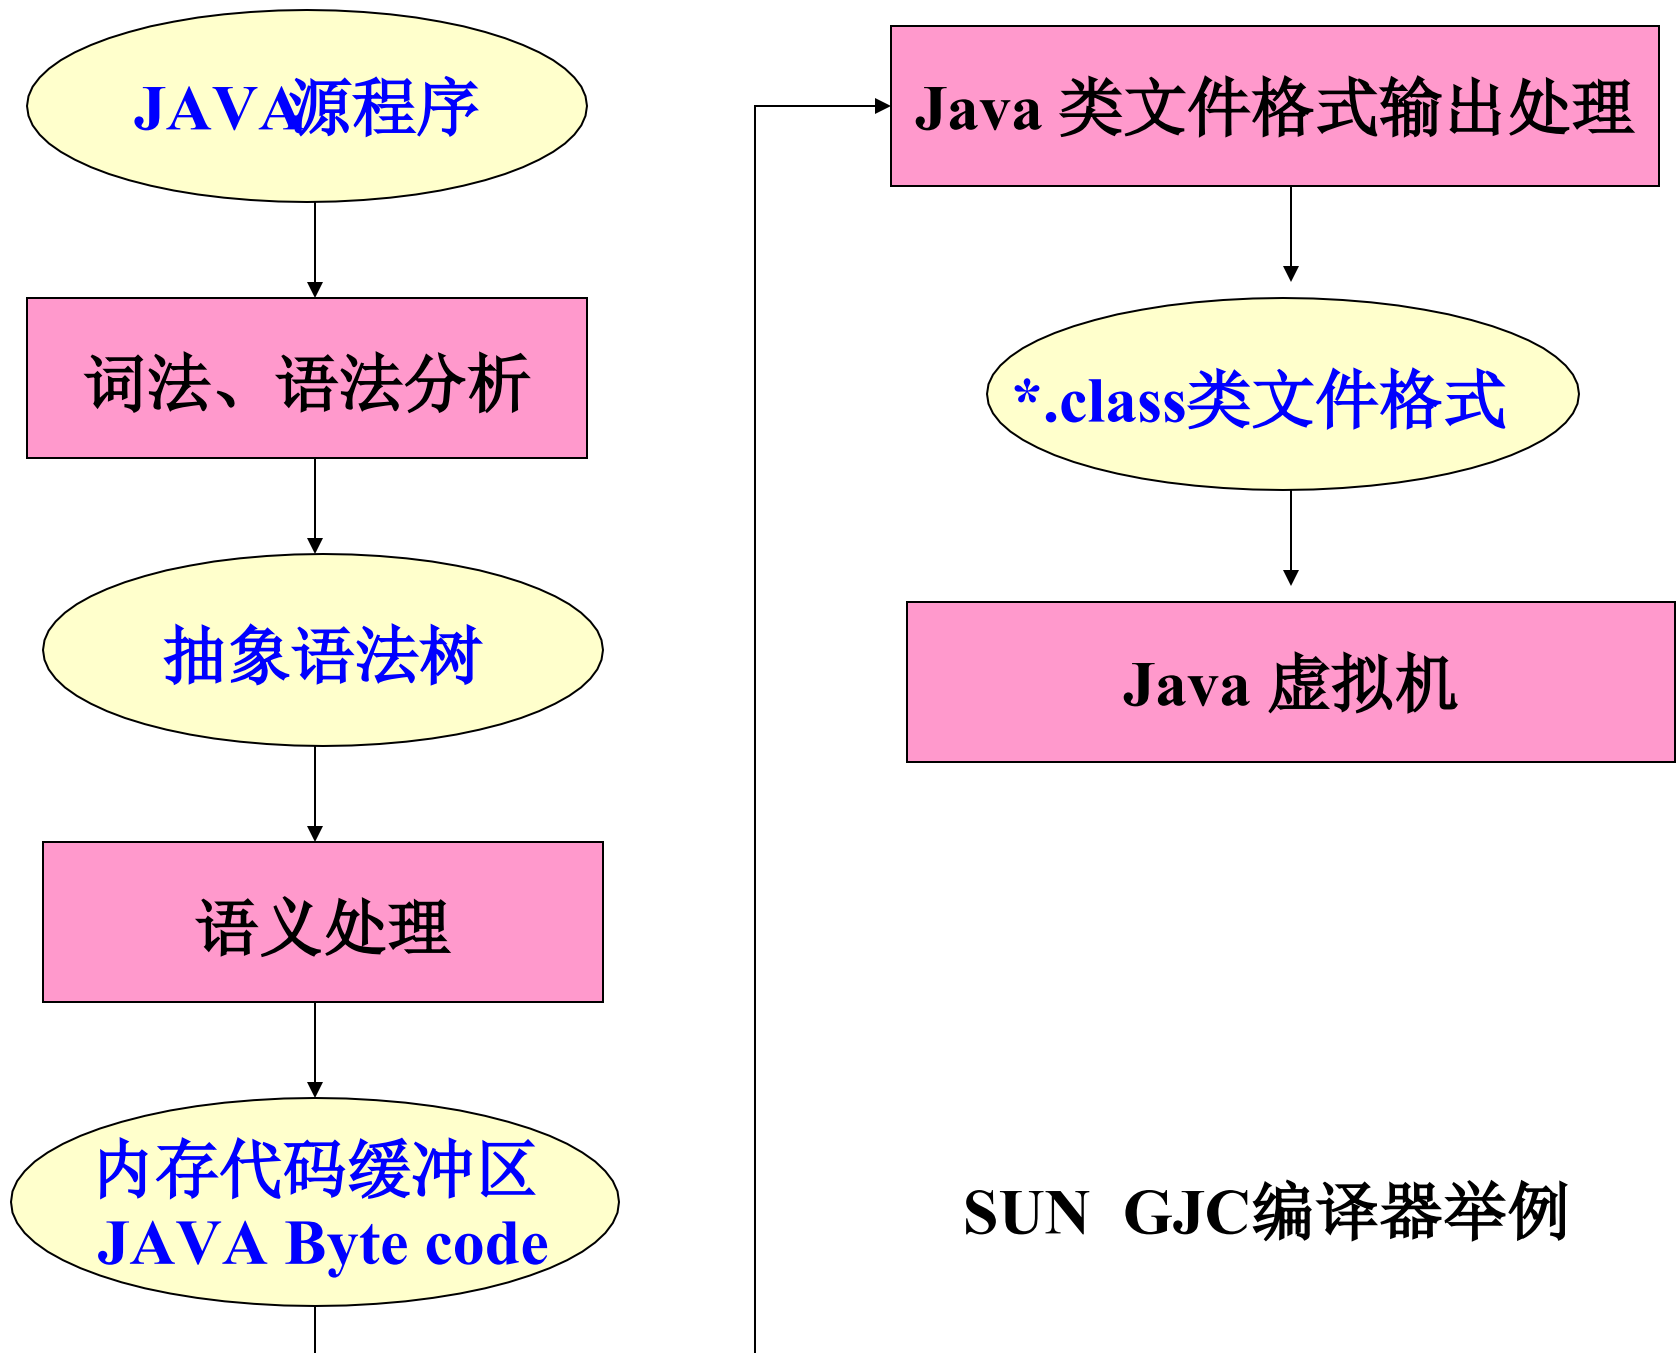 JAVA源程序
词法、语法分析
抽象语法树
语义处理
内存代码缓冲区
JAVA Byte code
Java 类文件格式输出处理
*.class类文件格式
Java 虚拟机
SUN GJC编译器举例